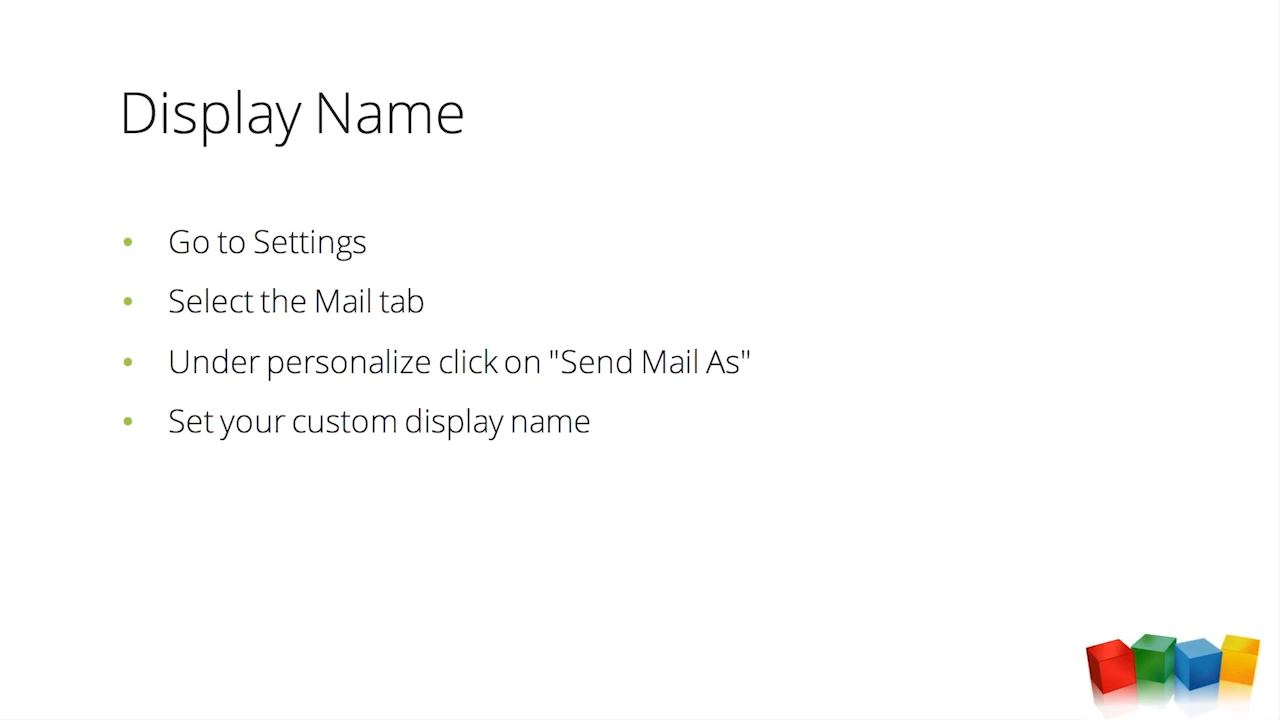 Display Name
• Go to Settings
• Select the Mail tab
• Under personalize click on "Send Mail As"
• Set your custom display name